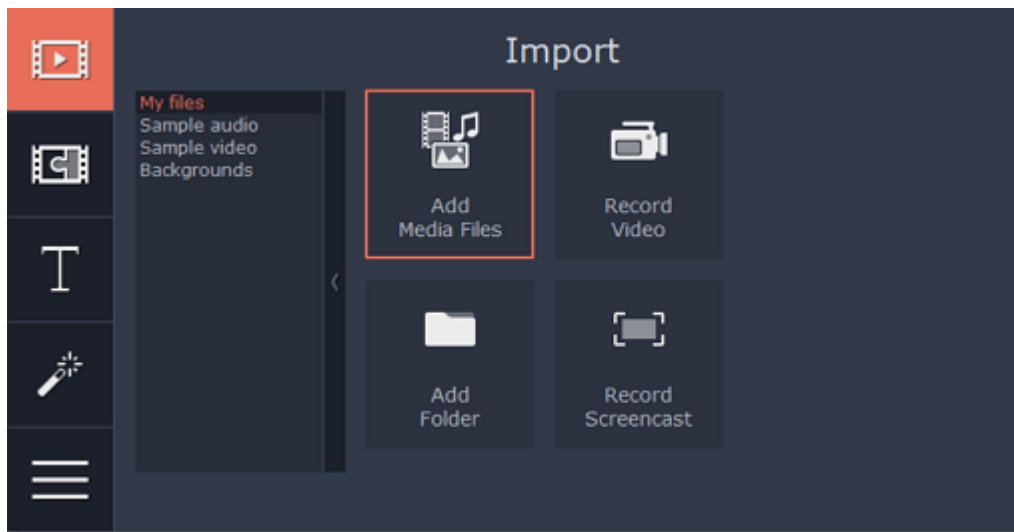 Import
My files
Sample audio
Sample video
Backgrounds
Add
Media Files
Record
Video
Add
Folder
Record
Screencast